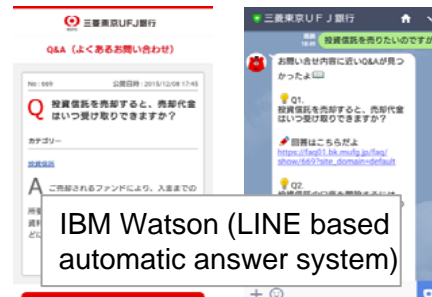 三菱東京UFJ銀行
Q&A(よくあるお問い合わせ)
No:669 公開日時:2015/12/08 17:45
Q 投資信託を売却すると、売却代金
はいつ受け取りできますか?
カテゴリー
投資信託
A ご売却されるファンドにより、入金までの
三菱東京UFJ銀行
投資信託を売りたいのですが
お問い合せ内容に近いQ&Aが見つ
かったよ
Q1.
投資信託を売却すると、売却代金
はいつ受け取りできますか?
回答はこちらだよ
https://faq01.bk.mufg.jp/faq/
show/669?site_domain=default
Q2.
IBM Watson (LINE based
automatic answer system)